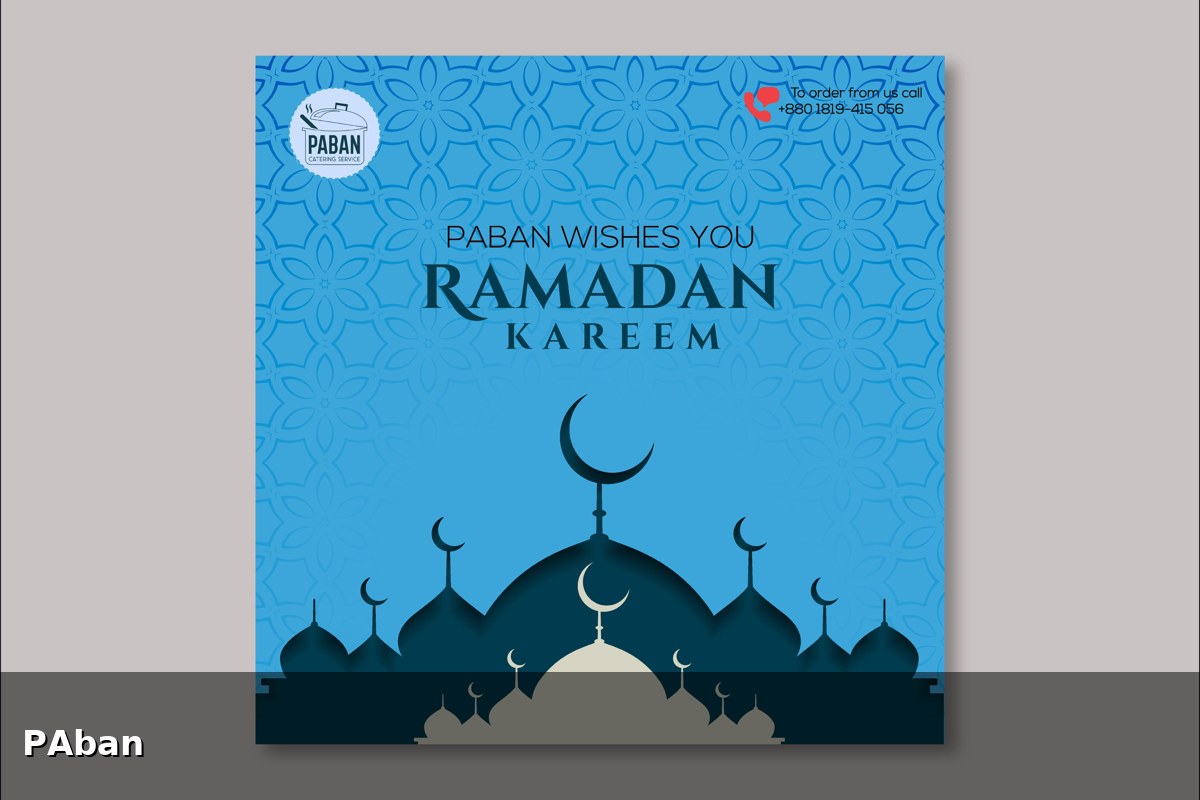 PABAN
CATERING SERVICE
To order from us call
+880 1819-415 056
PABAN WISHES YOU
RAMADAN
KAREEM
PAban